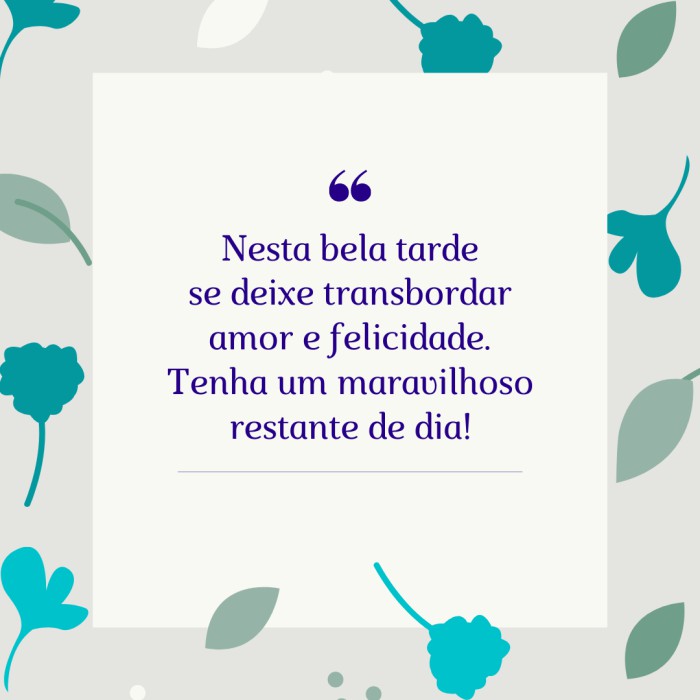 ❝
Nesta bela tarde
se deixe transbordar
amor e felicidade.
Tenha um maravilhoso
restante de dia!